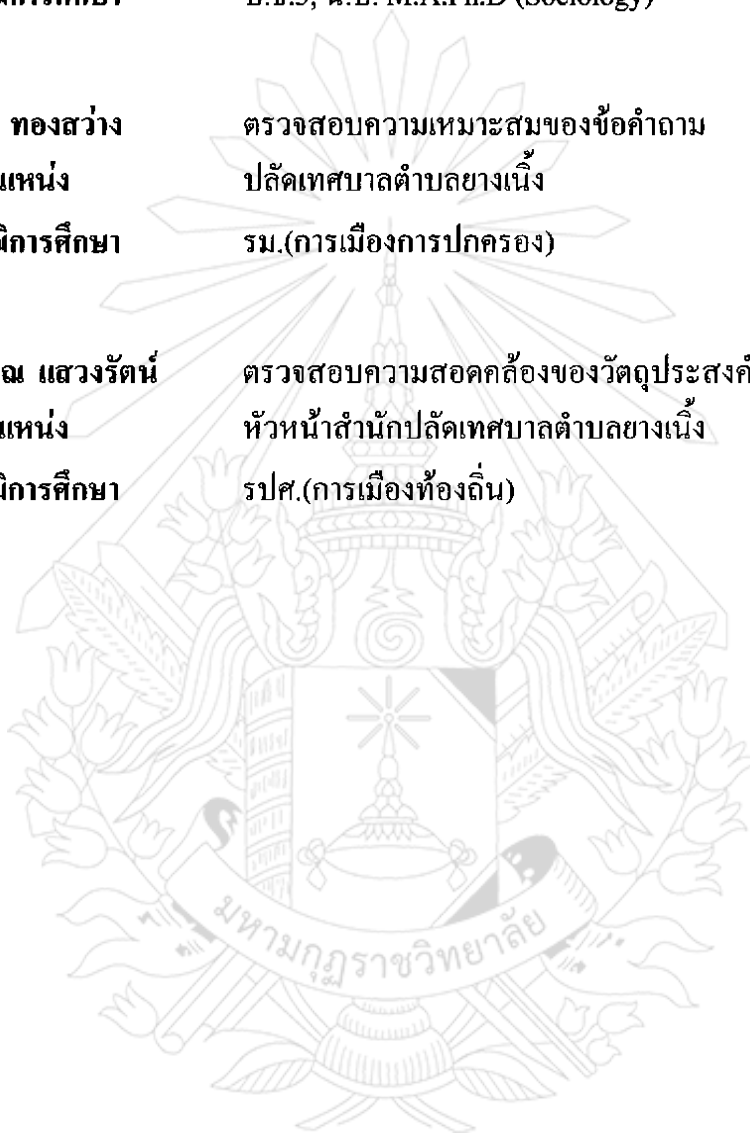 M.A.Ph.D (Sociology)
ทองสว่าง ตรวจสอบความเหมาะสมของข้อคำถาม
แหน่ง ปลัดเทศบาลตำบลยางเนิ้ง
ิการศึกษา รม.(การเมืองการปกครอง)
ณ แสวงรัตน์ ตรวจสอบความสอดคล้องของวัตถุประสงค์
แหน่ง หัวหน้าสำนักปลัดเทศบาลตำบลยางเนิ้ง
ิการศึกษา รปศ.(การเมืองท้องถิ่น)
มหามกุฏราชวิทยาลัย